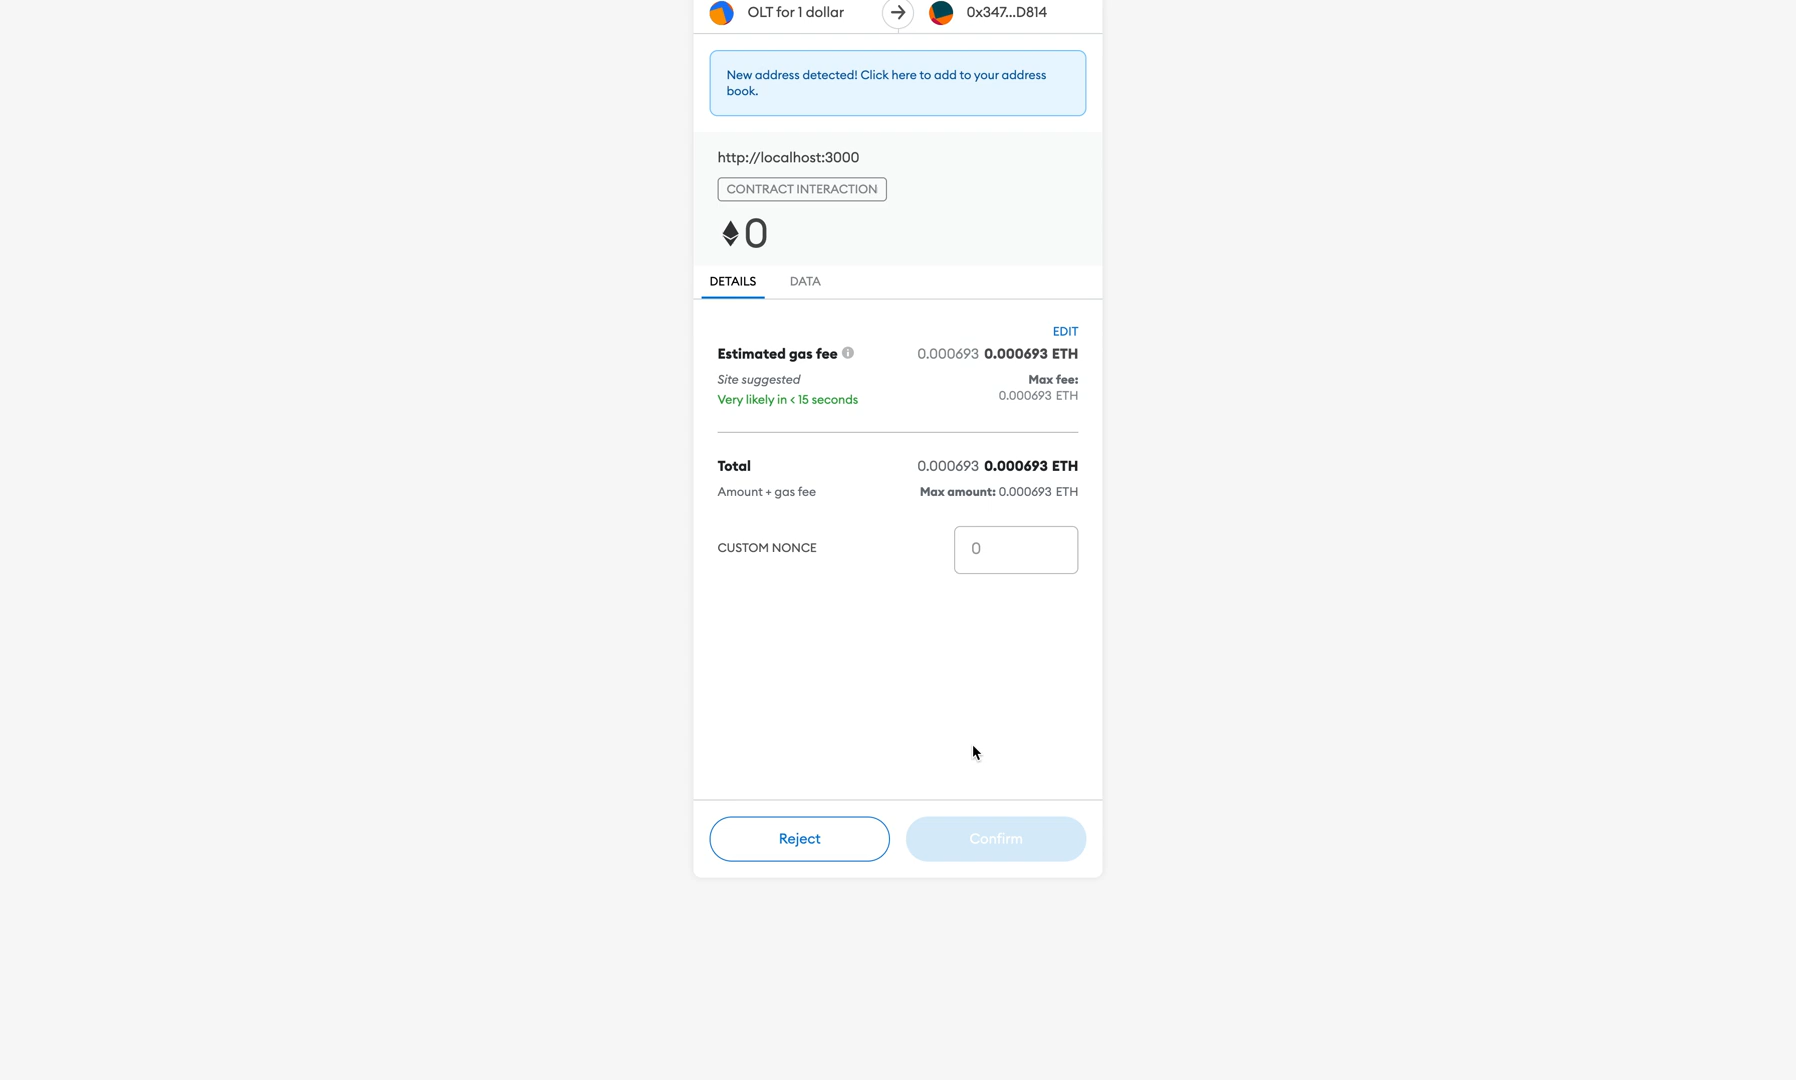 OLT for 1 dollar
0x347...D814
New address detected! Click here to add to your address
book.
http://localhost:3000
CONTRACT INTERACTION
0
DETAILS
DATA
EDIT
Estimated gas fee
0.000693 0.000693 ETH
Site suggested
Max fee:
Very likely in < 15 seconds
0.000693 ETH
Total
0.000693 0.000693 ETH
Amount + gas fee
Max amount: 0.000693 ETH
CUSTOM NONCE
0
Reject
Confirm